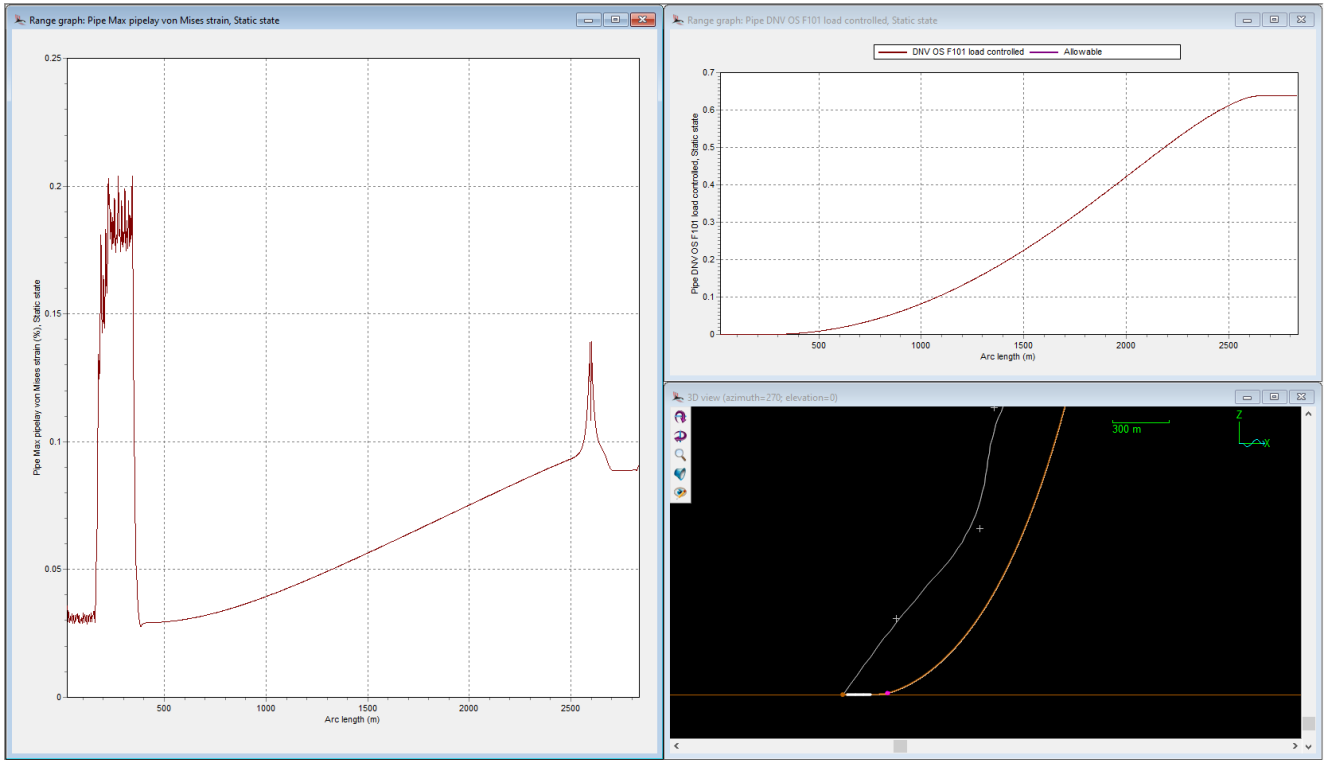 Range graph: Pipe Max pipelay von Mises strain, Static state
0.25
0.2
0.15
0.1
0.05
0
Pipe Max pipelay von Mises strain (%), Static state
500
1000
1500
2000
2500
Arc length (m)
Range graph: Pipe DNV OS F101 load controlled, Static state
DNV OS F101 load controlled
Allowable
0.7
0.6
0.5
0.4
0.3
0.2
0.1
0
Pipe DNV OS F101 load controlled, Static state
500
1000
1500
2000
2500
Arc length (m)
3D view (azimuth=270; elevation=0)
300 m
Z
X